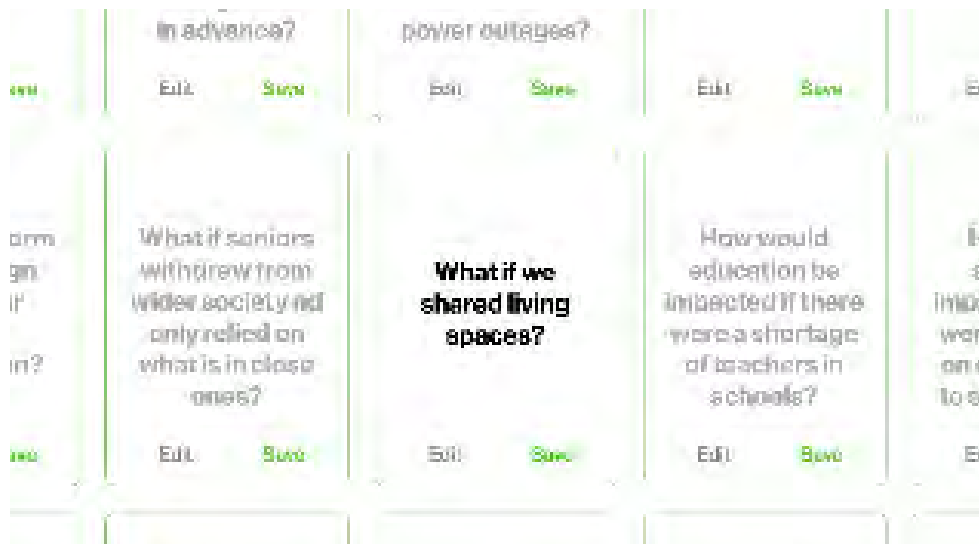 in advance?
power outages?
Edit Save
Edit Save
Edit Save
What if seniors
withdrew from
wider society nd
only relied on
what is in close
ones?
Edit Save
What if we
shared living
spaces?
Edit Save
How would
education be
impacted if there
were a shortage
of teachers in
schools?
Edit Save